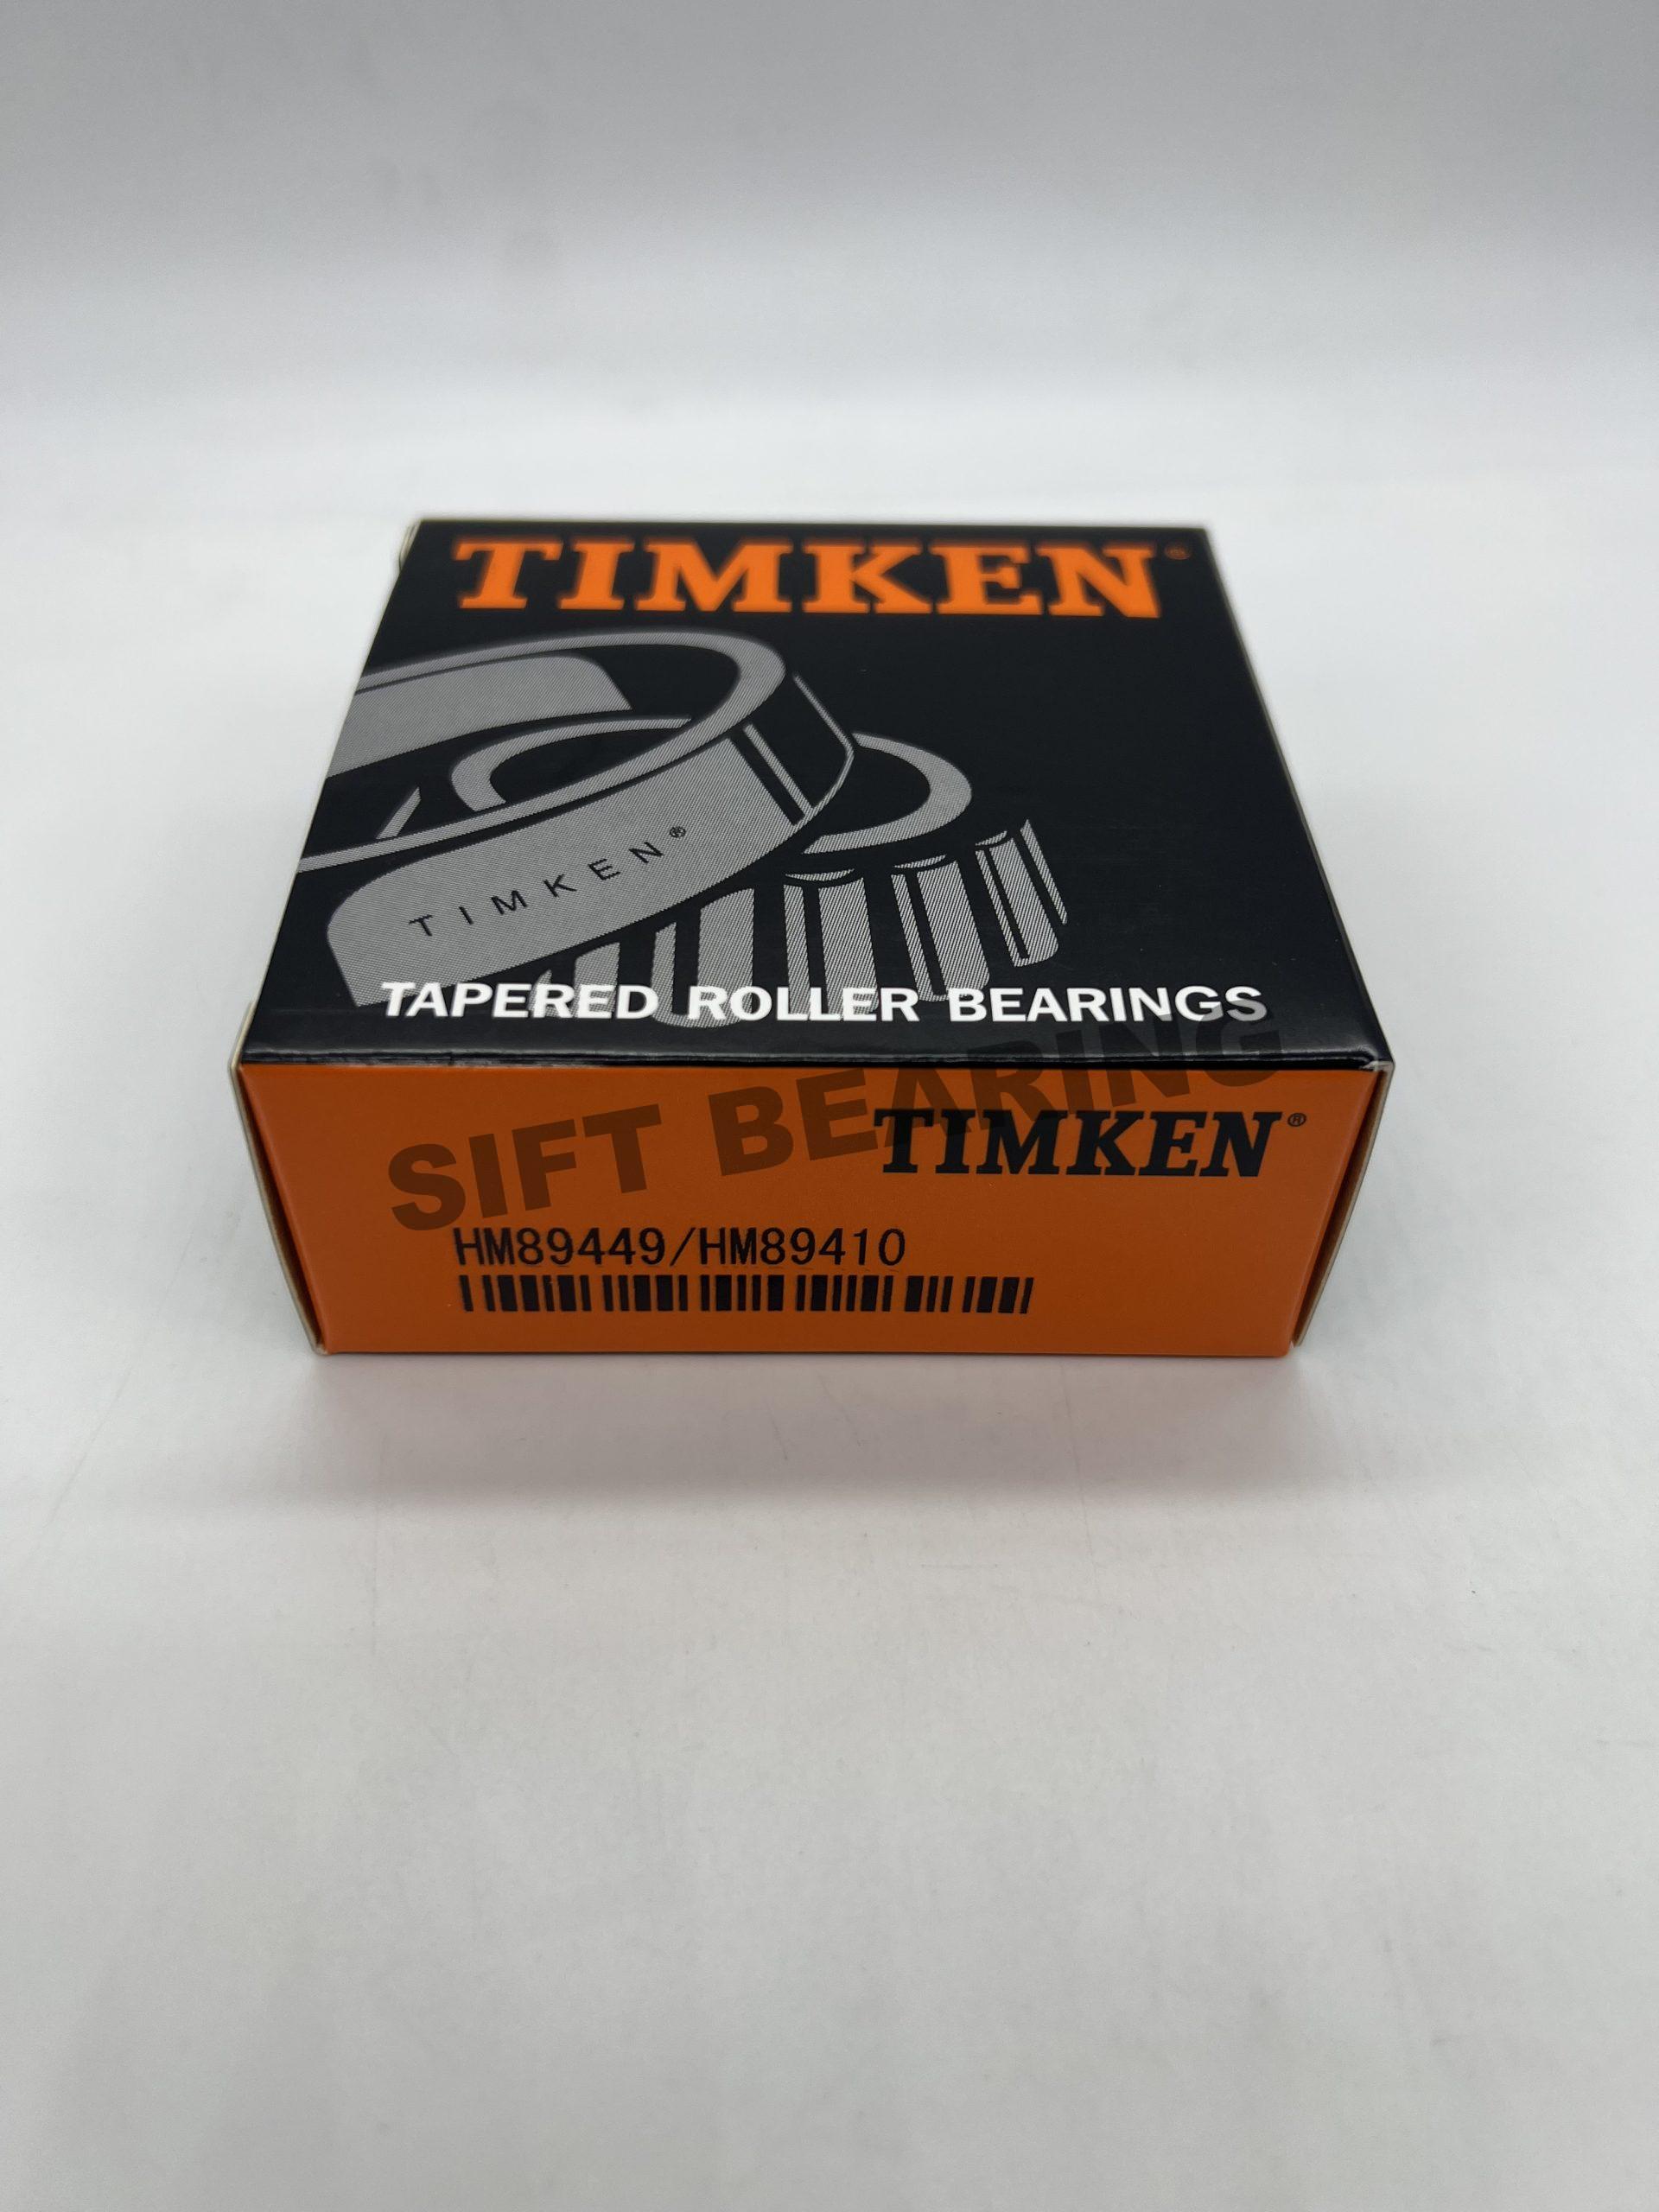 TIMKEN®
TIMKEN®
TAPERED ROLLER BEARINGS
SIFT BEARING
TIMKEN®
HM89449/HM89410